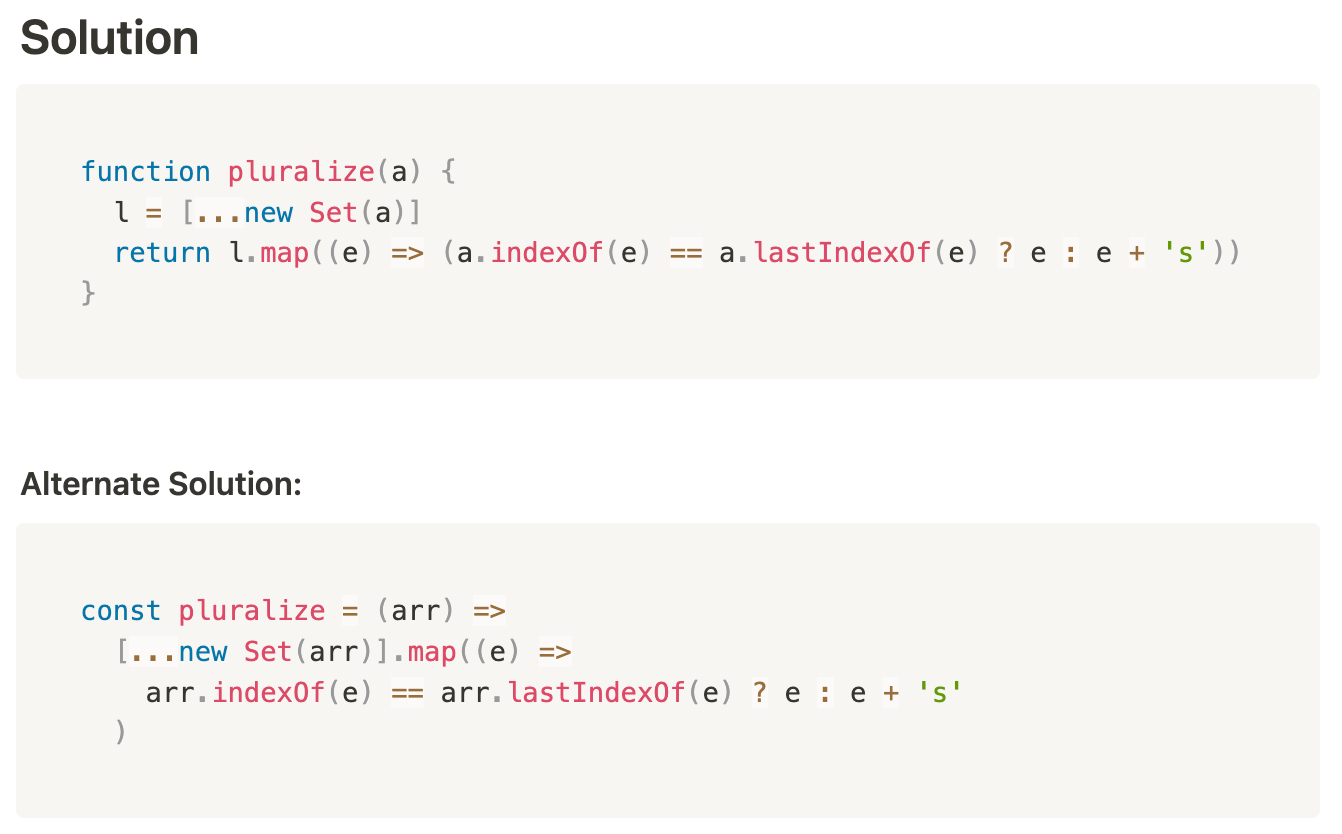 Solution
function pluralize(a) {
  l = [...new Set(a)]
  return l.map((e) => (a.indexOf(e) == a.lastIndexOf(e) ? e : e + 's'))
}
Alternate Solution:
const pluralize = (arr) =>
  [...new Set(arr)].map((e) =>
    arr.indexOf(e) == arr.lastIndexOf(e) ? e : e + 's'
  )